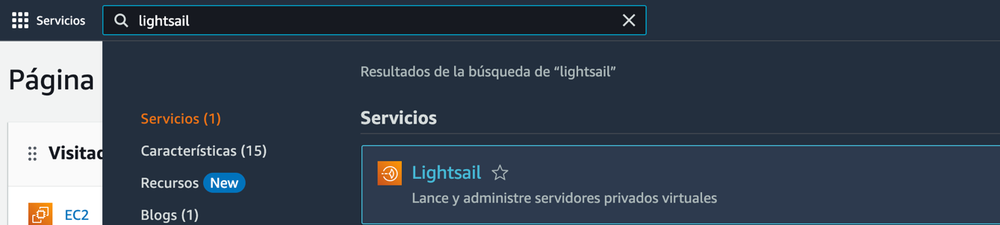 Servicios
lightsail
Página
Resultados de la búsqueda de “lightsail”
Servicios (1)
Características (15)
Recursos New
Blogs (1)
Servicios
Lightsail
Lance y administre servidores privados virtuales
EC2